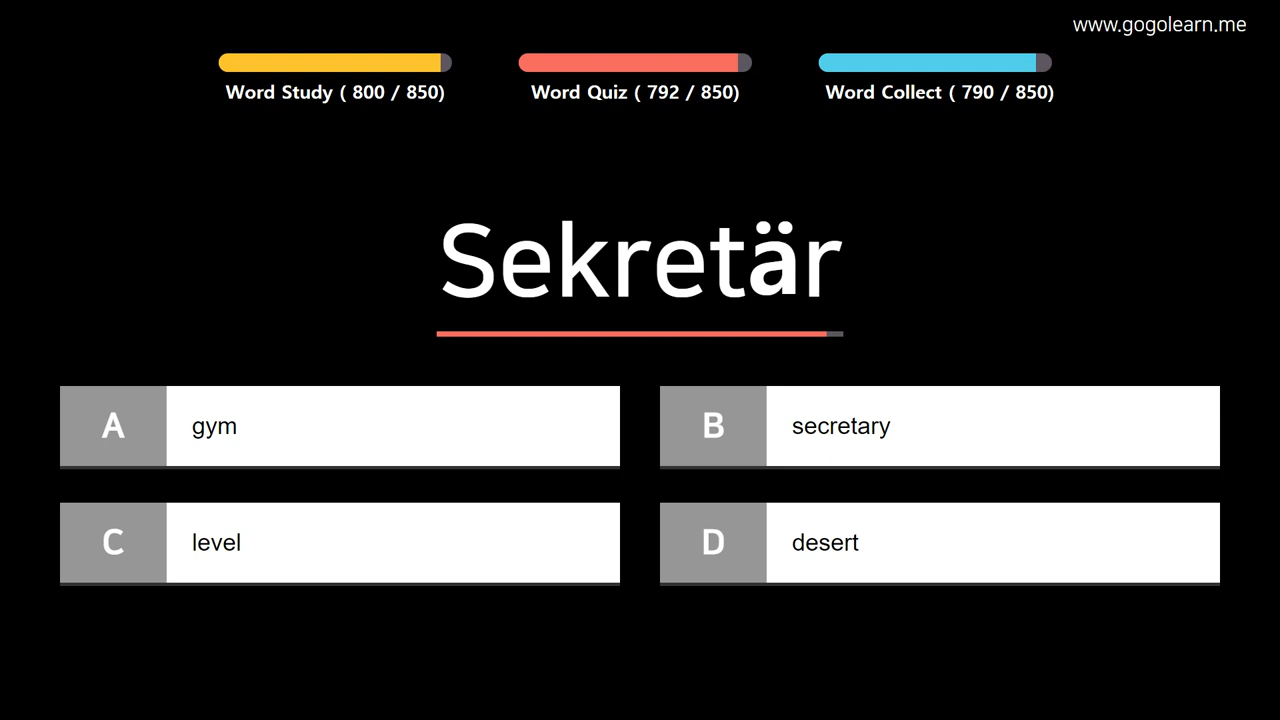 www.gogolearn.me
Word Study ( 800 / 850)
Word Quiz ( 792 / 850)
Word Collect ( 790 / 850)
Sekretär
A gym
B secretary
C level
D desert